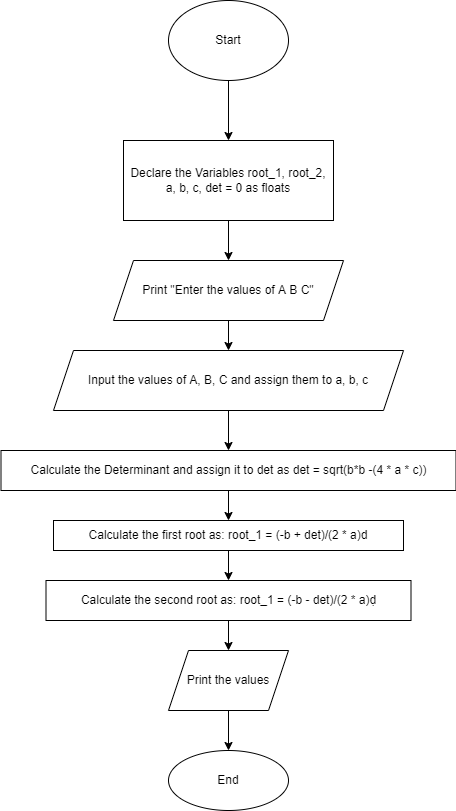 Start
Declare the Variables root_1, root_2,
a, b, c, det = 0 as floats
Print "Enter the values of A B C"
Input the values of A, B, C and assign them to a, b, c
Calculate the Determinant and assign it to det as det = sqrt(b*b -(4 * a * c))
Calculate the first root as: root_1 = (-b + det)/(2 * a)d
Calculate the second root as: root_1 = (-b - det)/(2 * a)d
Print the values
End